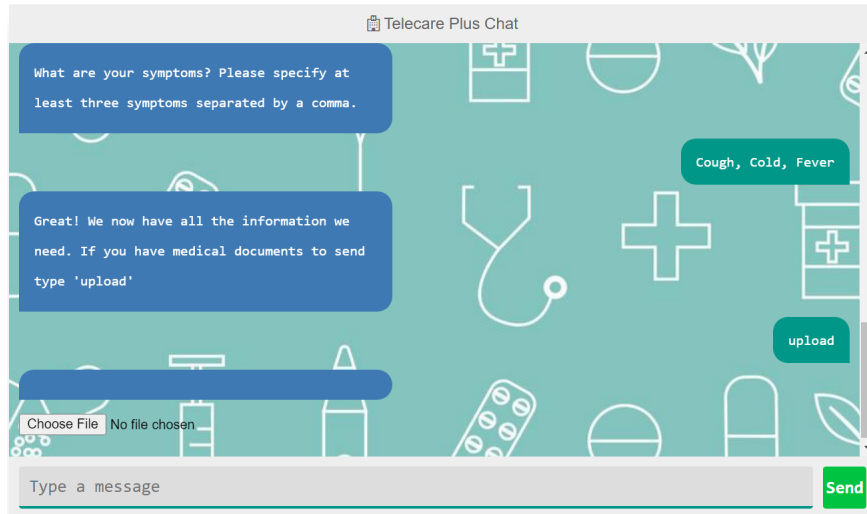 Telecare Plus Chat
What are your symptoms? Please specify at
least three symptoms separated by a comma.
Cough, Cold, Fever
Great! We now have all the information we
need. If you have medical documents to send
type 'upload'
upload
Choose File No file chosen
Type a message
Send